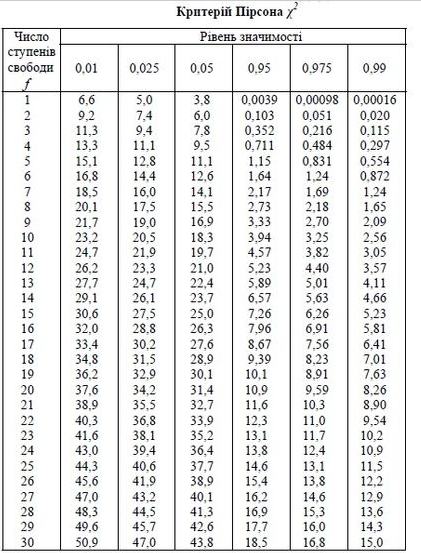 Критерій Пірсона χ²
Число Рівень значимості
ступенів
свободи 0,01 0,025 0,05 0,95 0,975 0,99
f
1 6,6 5,0 3,8 0,0039 0,00098 0,00016
2 9,2 7,4 6,0 0,103 0,051 0,020
3 11,3 9,4 7,8 0,352 0,216 0,115
4 13,3 11,1 9,5 0,711 0,484 0,297
5 15,1 12,8 11,1 1,15 0,831 0,554
6 16,8 14,4 12,6 1,64 1,24 0,872
7 18,5 16,0 14,1 2,17 1,69 1,24
8 20,1 17,5 15,5 2,73 2,18 1,65
9 21,7 19,0 16,9 3,33 2,70 2,09
10 23,2 20,5 18,3 3,94 3,25 2,56
11 24,7 21,9 19,7 4,57 3,82 3,05
12 26,2 23,3 21,0 5,23 4,40 3,57
13 27,7 24,7 22,4 5,89 5,01 4,11
14 29,1 26,1 23,7 6,57 5,63 4,66
15 30,6 27,5 25,0 7,26 6,26 5,23
16 32,0 28,8 26,3 7,96 6,91 5,81
17 33,4 30,2 27,6 8,67 7,56 6,41
18 34,8 31,5 28,9 9,39 8,23 7,01
19 36,2 32,9 30,1 10,1 8,91 7,63
20 37,6 34,2 31,4 10,9 9,59 8,26
21 38,9 35,5 32,7 11,6 10,3 8,90
22 40,3 36,8 33,9 12,3 11,0 9,54
23 41,6 38,1 35,2 13,1 11,7 10,2
24 43,0 39,4 36,4 13,8 12,4 10,9
25 44,3 40,6 37,7 14,6 13,1 11,5
26 45,6 41,9 38,9 15,4 13,8 12,2
27 47,0 43,2 40,1 16,2 14,6 12,9
28 48,3 44,5 41,3 16,9 15,3 13,6
29 49,6 45,7 42,6 17,7 16,0 14,3
30 50,9 47,0 43,8 18,5 16,8 15,0